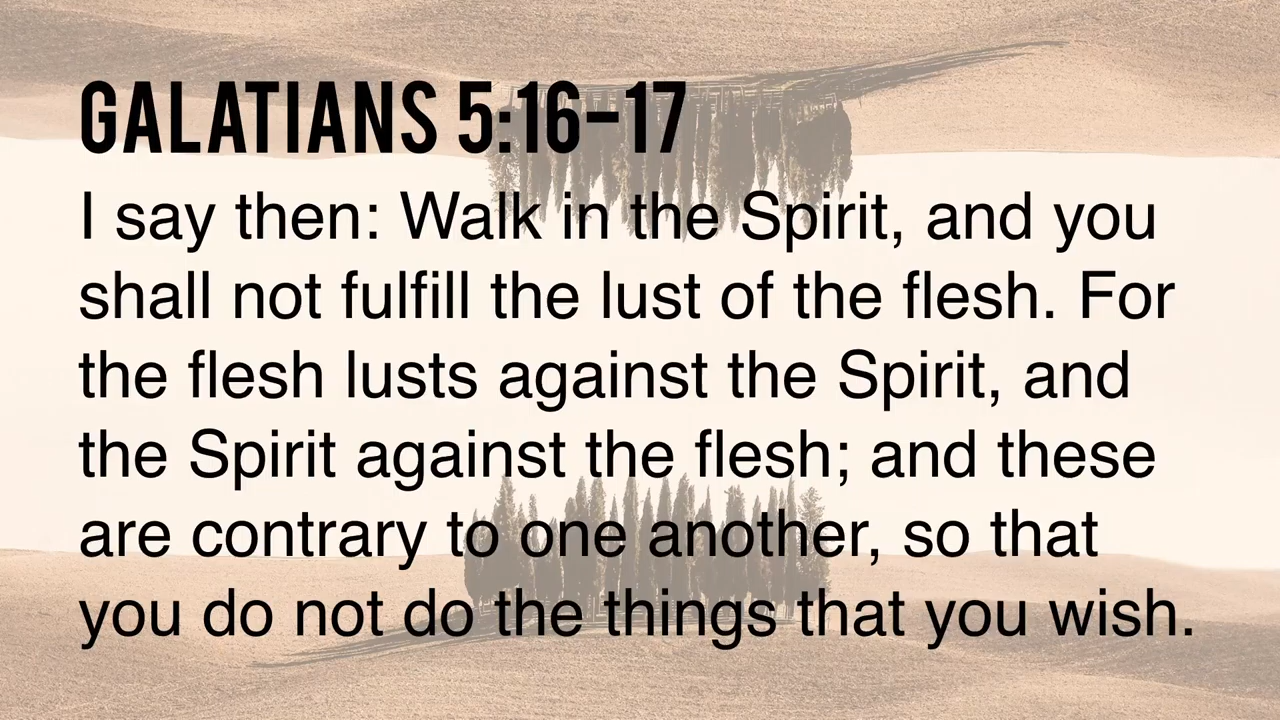 GALATIANS 5:16–17
I say then: Walk in the Spirit, and you
shall not fulfill the lust of the flesh. For
the flesh lusts against the Spirit, and
the Spirit against the flesh; and these
are contrary to one another, so that
you do not do the things that you wish.